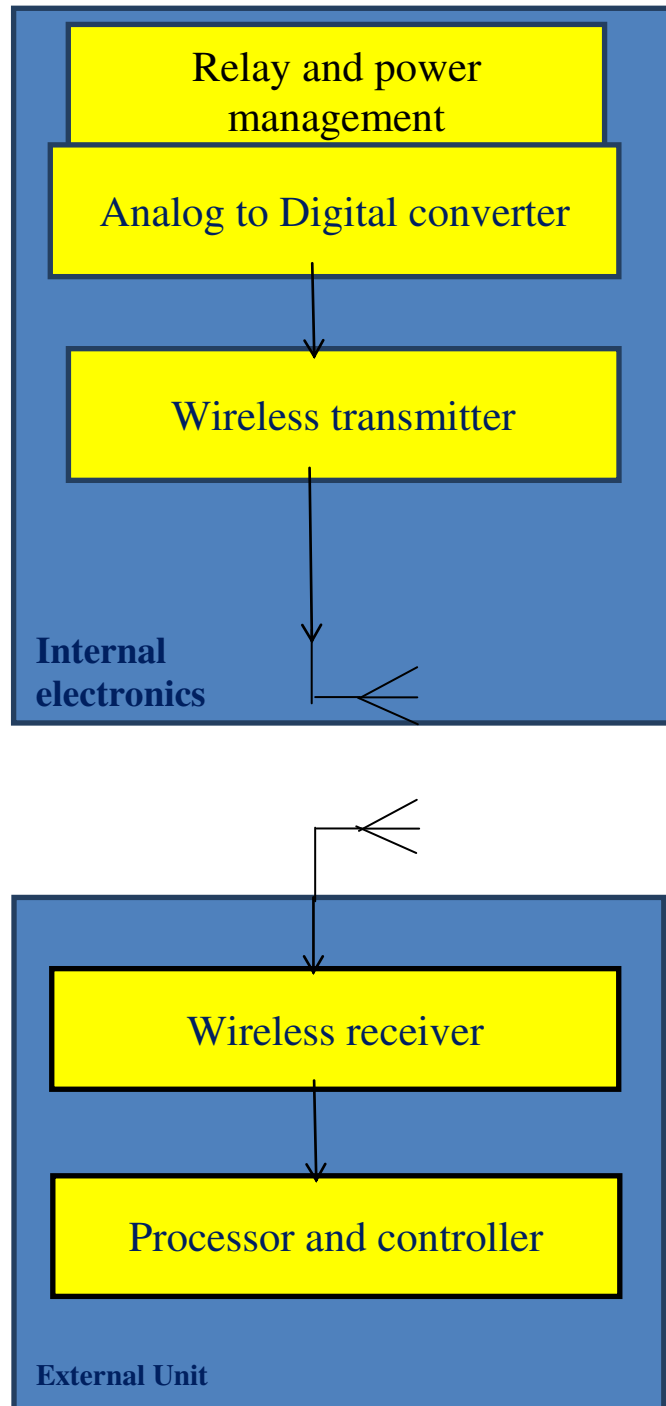 Relay and power
management
Analog to Digital converter
Wireless transmitter
Internal
electronics
Wireless receiver
Processor and controller
External Unit